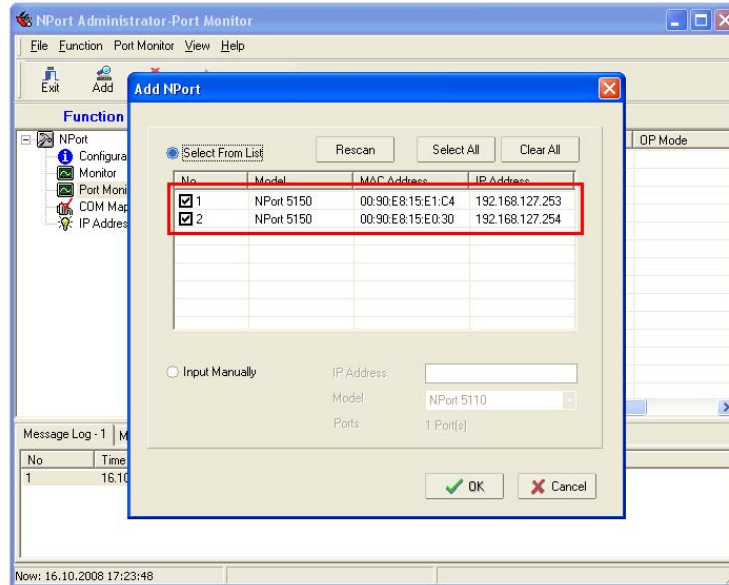 NPort Administrator-Port Monitor
File Function Port Monitor View Help
Exit Add
Add NPort
Function
OP Mode
NPort
Configura
Monitor
Port Moni
COM Map
IP Addres
Select From List Rescan Select All Clear All
No Model MAC Address IP Address
1 NPort 5150 00:90:E8:15:E1:C4 192.168.127.253
2 NPort 5150 00:90:E8:15:E0:30 192.168.127.254
Input Manually IP Address
Model NPort 5110
Ports 1 Port(s)
OK Cancel
Message Log - 1 M
No Time
1 16.10
Now: 16.10.2008 17:23:48